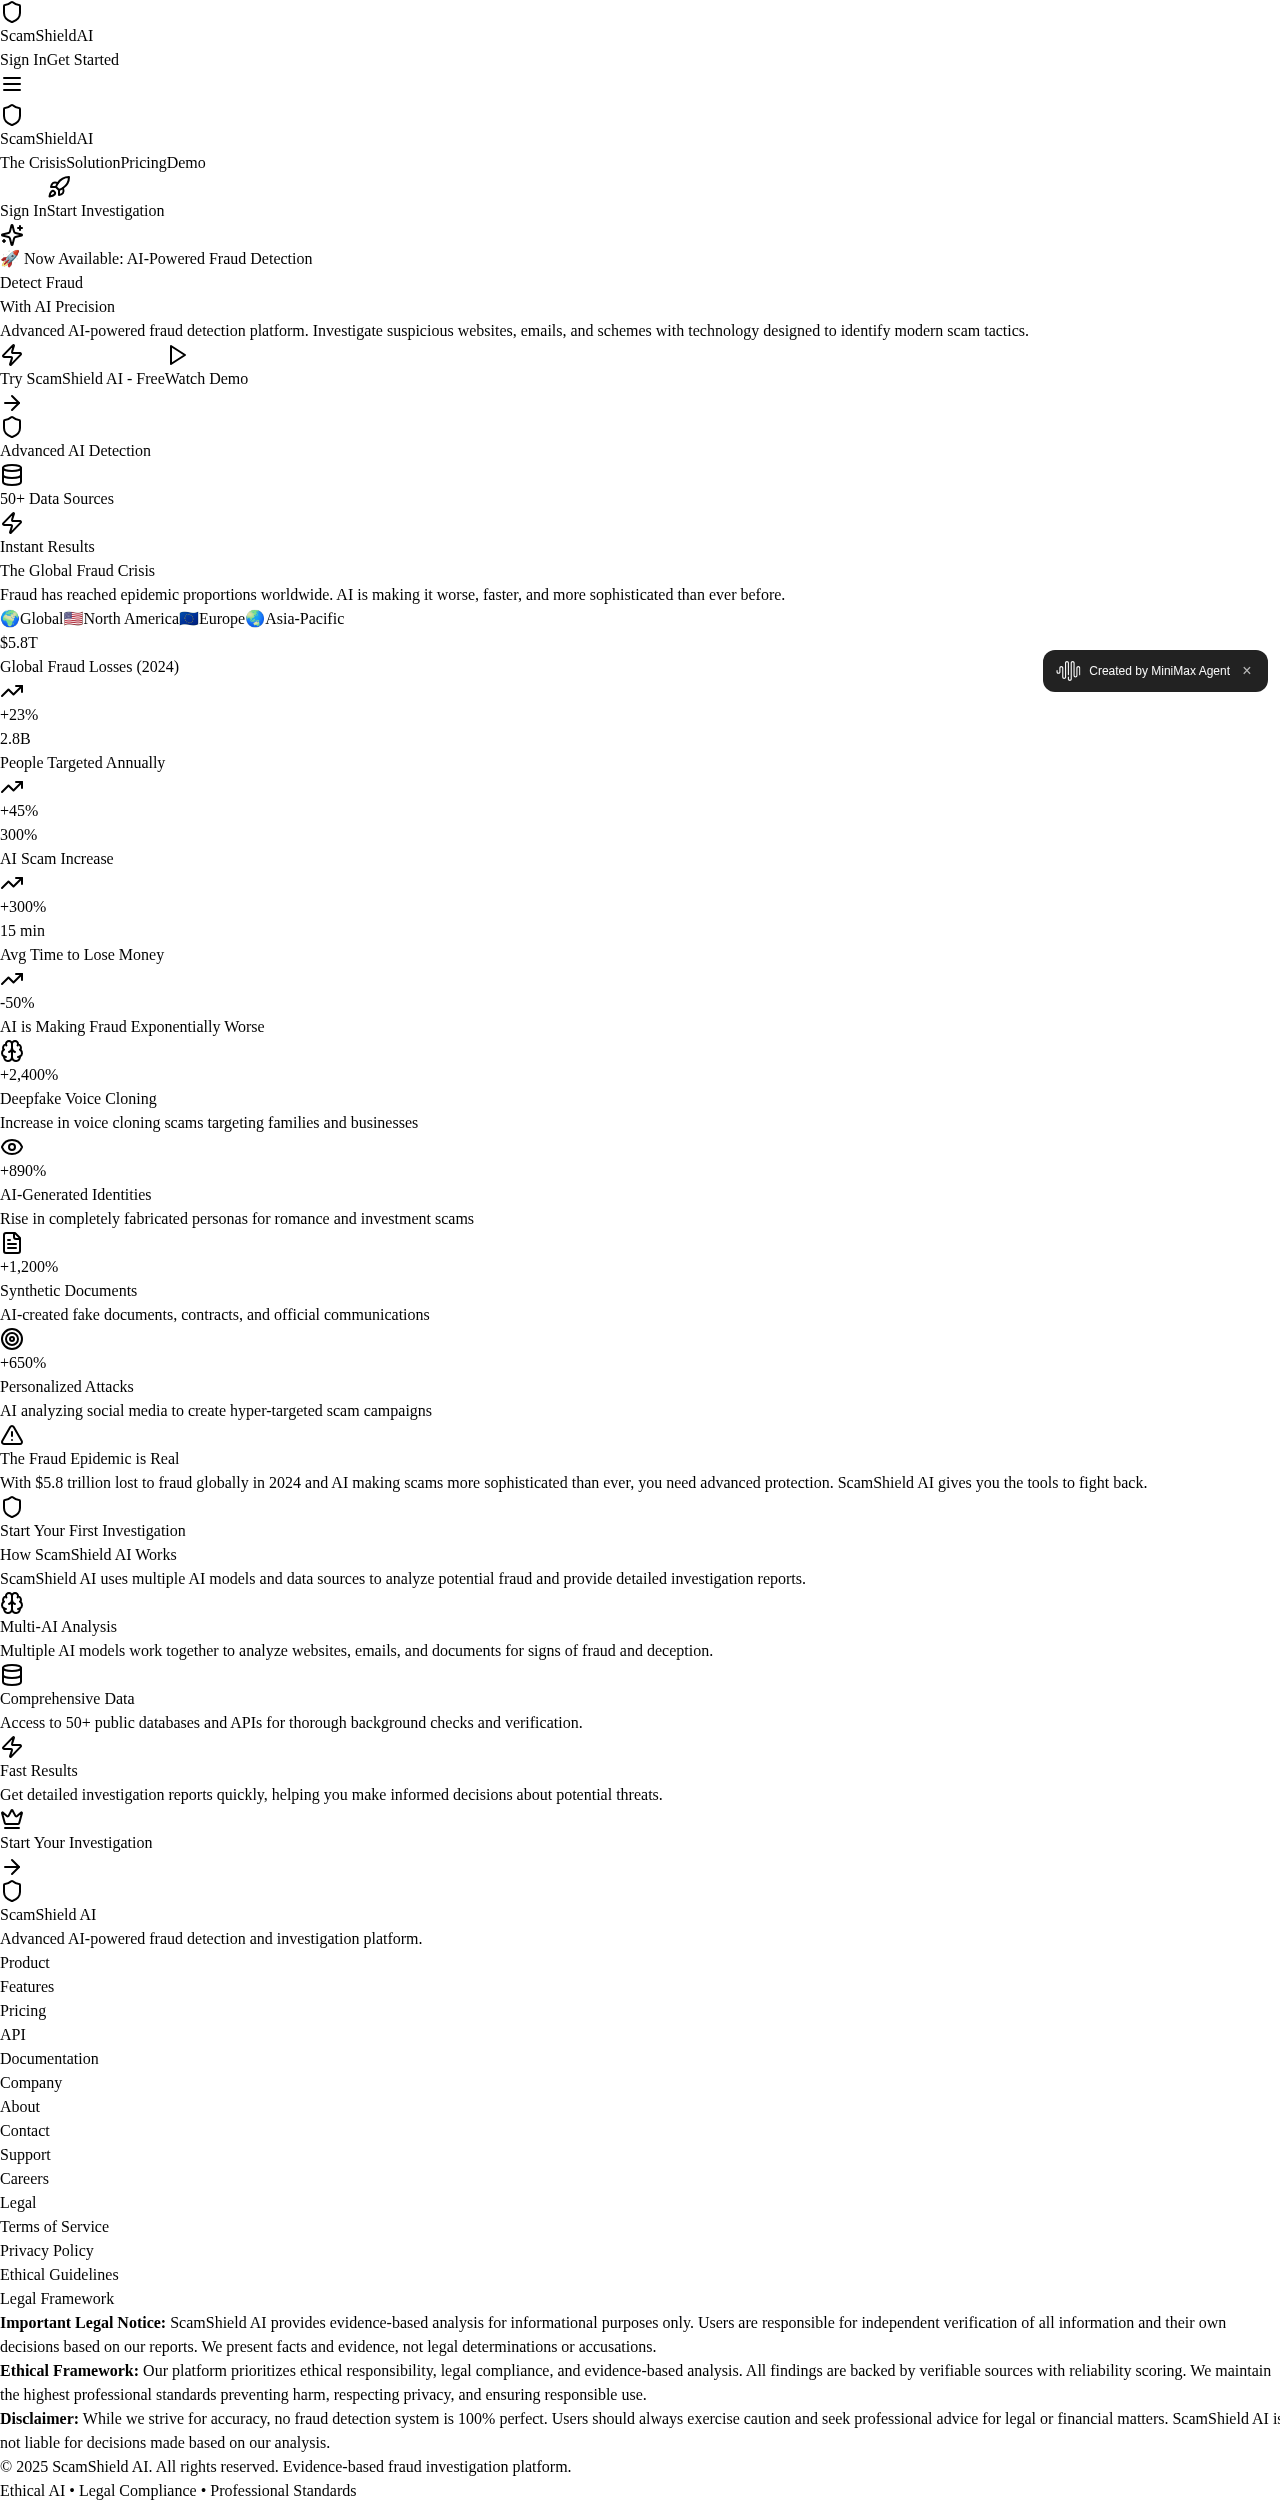 ScamShieldAI
Sign InGet Started
ScamShieldAI
The CrisisSolutionPricingDemo
Sign InStart Investigation
🚀 Now Available: AI-Powered Fraud Detection
Detect Fraud
With AI Precision
Advanced AI-powered fraud detection platform. Investigate suspicious websites, emails, and schemes with technology designed to identify modern scam tactics.
Try ScamShield AI - FreeWatch Demo
Advanced AI Detection
50+ Data Sources
Instant Results
The Global Fraud Crisis
Fraud has reached epidemic proportions worldwide. AI is making it worse, faster, and more sophisticated than ever before.
🌍Global🇺🇸North America🇪🇺Europe🌏Asia-Pacific
$5.8T
Global Fraud Losses (2024)
Created by MiniMax Agent ×
+23%
2.8B
People Targeted Annually
+45%
300%
AI Scam Increase
+300%
15 min
Avg Time to Lose Money
-50%
AI is Making Fraud Exponentially Worse
+2,400%
Deepfake Voice Cloning
Increase in voice cloning scams targeting families and businesses
+890%
AI-Generated Identities
Rise in completely fabricated personas for romance and investment scams
+1,200%
Synthetic Documents
AI-created fake documents, contracts, and official communications
+650%
Personalized Attacks
AI analyzing social media to create hyper-targeted scam campaigns
The Fraud Epidemic is Real
With $5.8 trillion lost to fraud globally in 2024 and AI making scams more sophisticated than ever, you need advanced protection. ScamShield AI gives you the tools to fight back.
Start Your First Investigation
How ScamShield AI Works
ScamShield AI uses multiple AI models and data sources to analyze potential fraud and provide detailed investigation reports.
Multi-AI Analysis
Multiple AI models work together to analyze websites, emails, and documents for signs of fraud and deception.
Comprehensive Data
Access to 50+ public databases and APIs for thorough background checks and verification.
Fast Results
Get detailed investigation reports quickly, helping you make informed decisions about potential threats.
Start Your Investigation
ScamShield AI
Advanced AI-powered fraud detection and investigation platform.
Product
Features
Pricing
API
Documentation
Company
About
Contact
Support
Careers
Legal
Terms of Service
Privacy Policy
Ethical Guidelines
Legal Framework
Important Legal Notice: ScamShield AI provides evidence-based analysis for informational purposes only. Users are responsible for independent verification of all information and their own
decisions based on our reports. We present facts and evidence, not legal determinations or accusations.
Ethical Framework: Our platform prioritizes ethical responsibility, legal compliance, and evidence-based analysis. All findings are backed by verifiable sources with reliability scoring. We maintain
the highest professional standards preventing harm, respecting privacy, and ensuring responsible use.
Disclaimer: While we strive for accuracy, no fraud detection system is 100% perfect. Users should always exercise caution and seek professional advice for legal or financial matters. ScamShield AI is
not liable for decisions made based on our analysis.
© 2025 ScamShield AI. All rights reserved. Evidence-based fraud investigation platform.
Ethical AI • Legal Compliance • Professional Standards